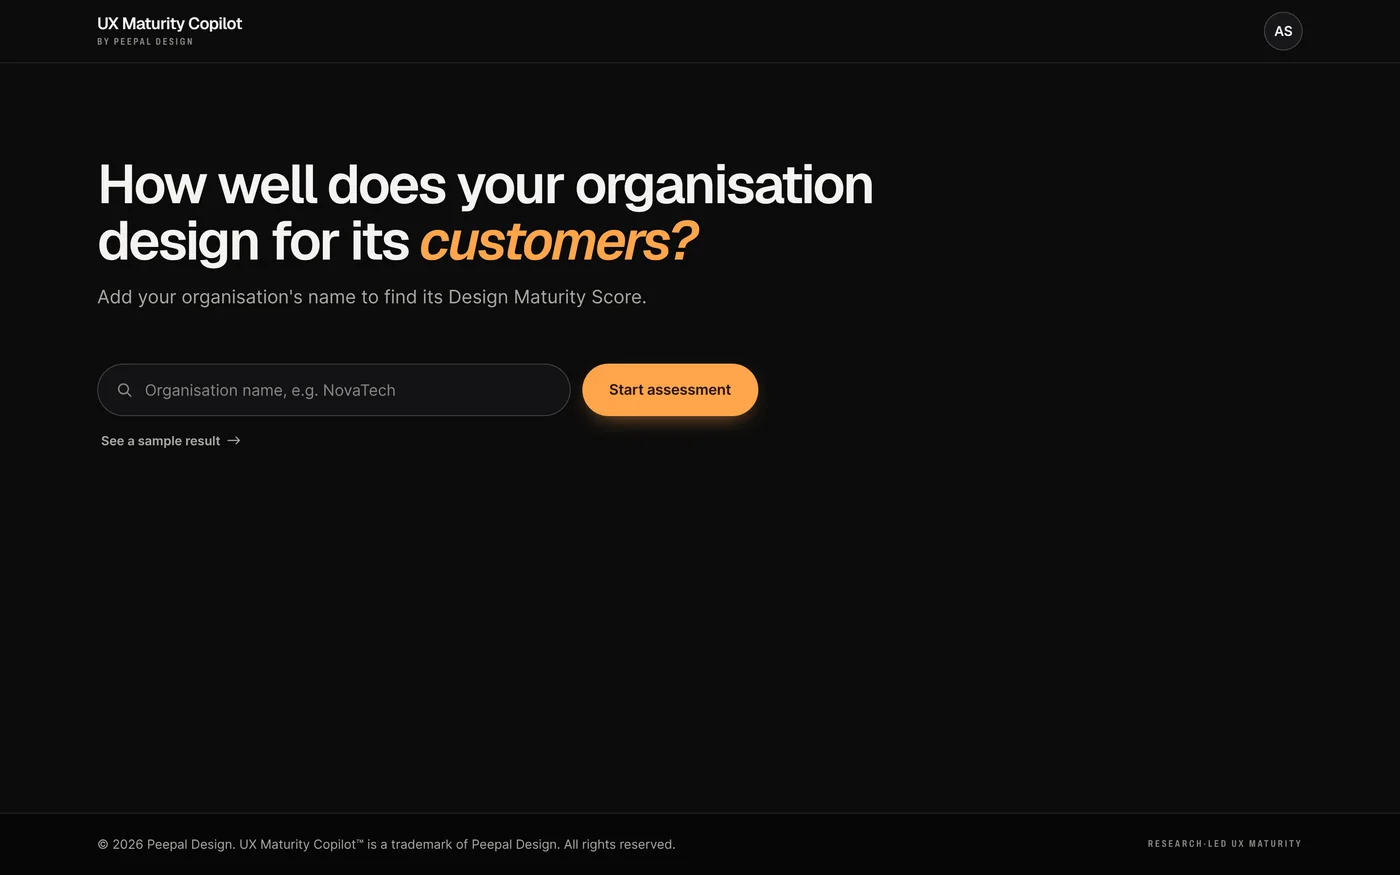 UX Maturity Copilot
BY PEEPAL DESIGN
AS
How well does your organisation
design for its customers?
Add your organisation's name to find its Design Maturity Score.
Organisation name, e.g. NovaTech
Start assessment
See a sample result →
© 2026 Peepal Design. UX Maturity Copilot™ is a trademark of Peepal Design. All rights reserved.
RESEARCH-LED UX MATURITY